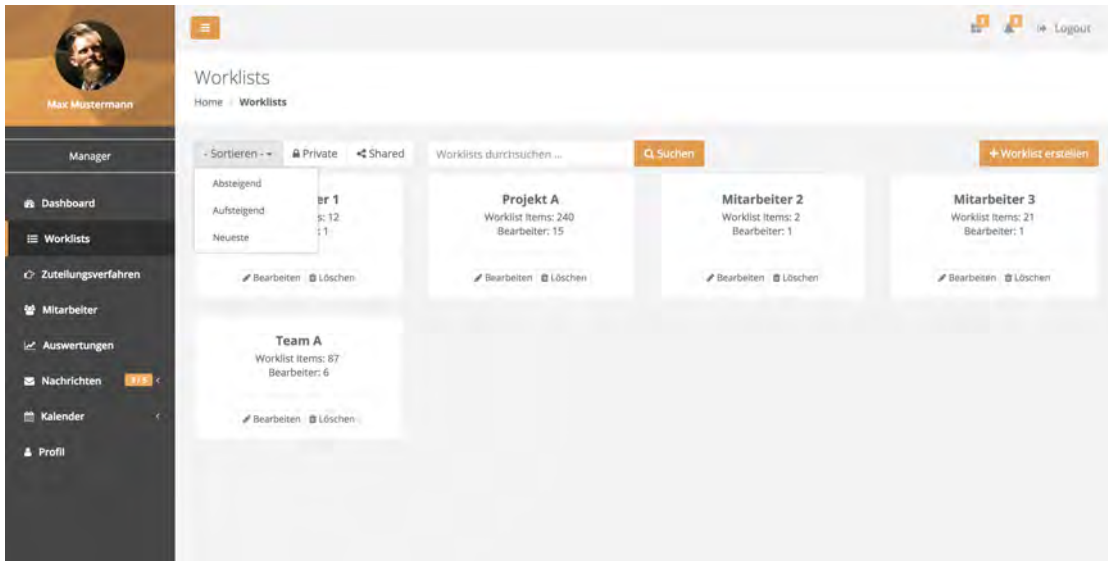 Max Mustermann
Manager
Dashboard
Worklists
Zuteilungsverfahren
Mitarbeiter
Auswertungen
Nachrichten
Kalender
Profil
Logout
Worklists
Home / Worklists
- Sortieren - Private Shared Worklists durchsuchen ... Suchen + Worklist erstellen
Absteigend
Aufsteigend
Neueste
er 1
s: 12
: 1
Bearbeiten Löschen
Projekt A
Worklist Items: 240
Bearbeiter: 15
Bearbeiten Löschen
Mitarbeiter 2
Worklist Items: 2
Bearbeiter: 1
Bearbeiten Löschen
Mitarbeiter 3
Worklist Items: 21
Bearbeiter: 1
Bearbeiten Löschen
Team A
Worklist Items: 87
Bearbeiter: 6
Bearbeiten Löschen